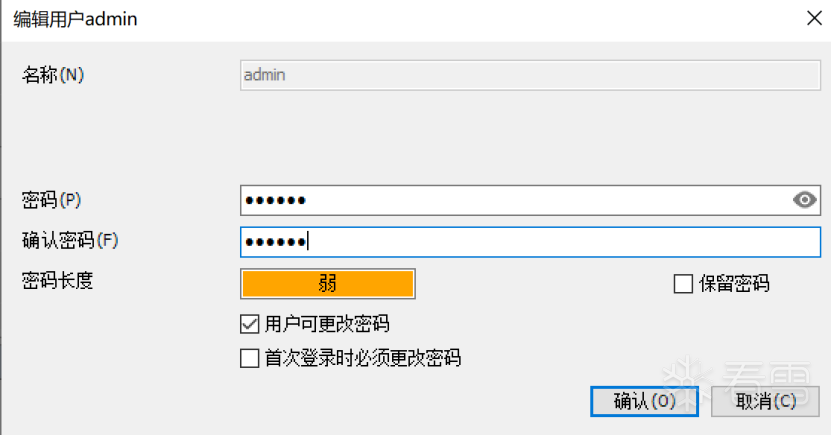 编辑用户admin
名称(N) admin
密码(P) ••••••
确认密码(F) ••••••
密码长度 弱 保留密码
用户可更改密码
首次登录时必须更改密码
看雪
确认(O) 取消(C)